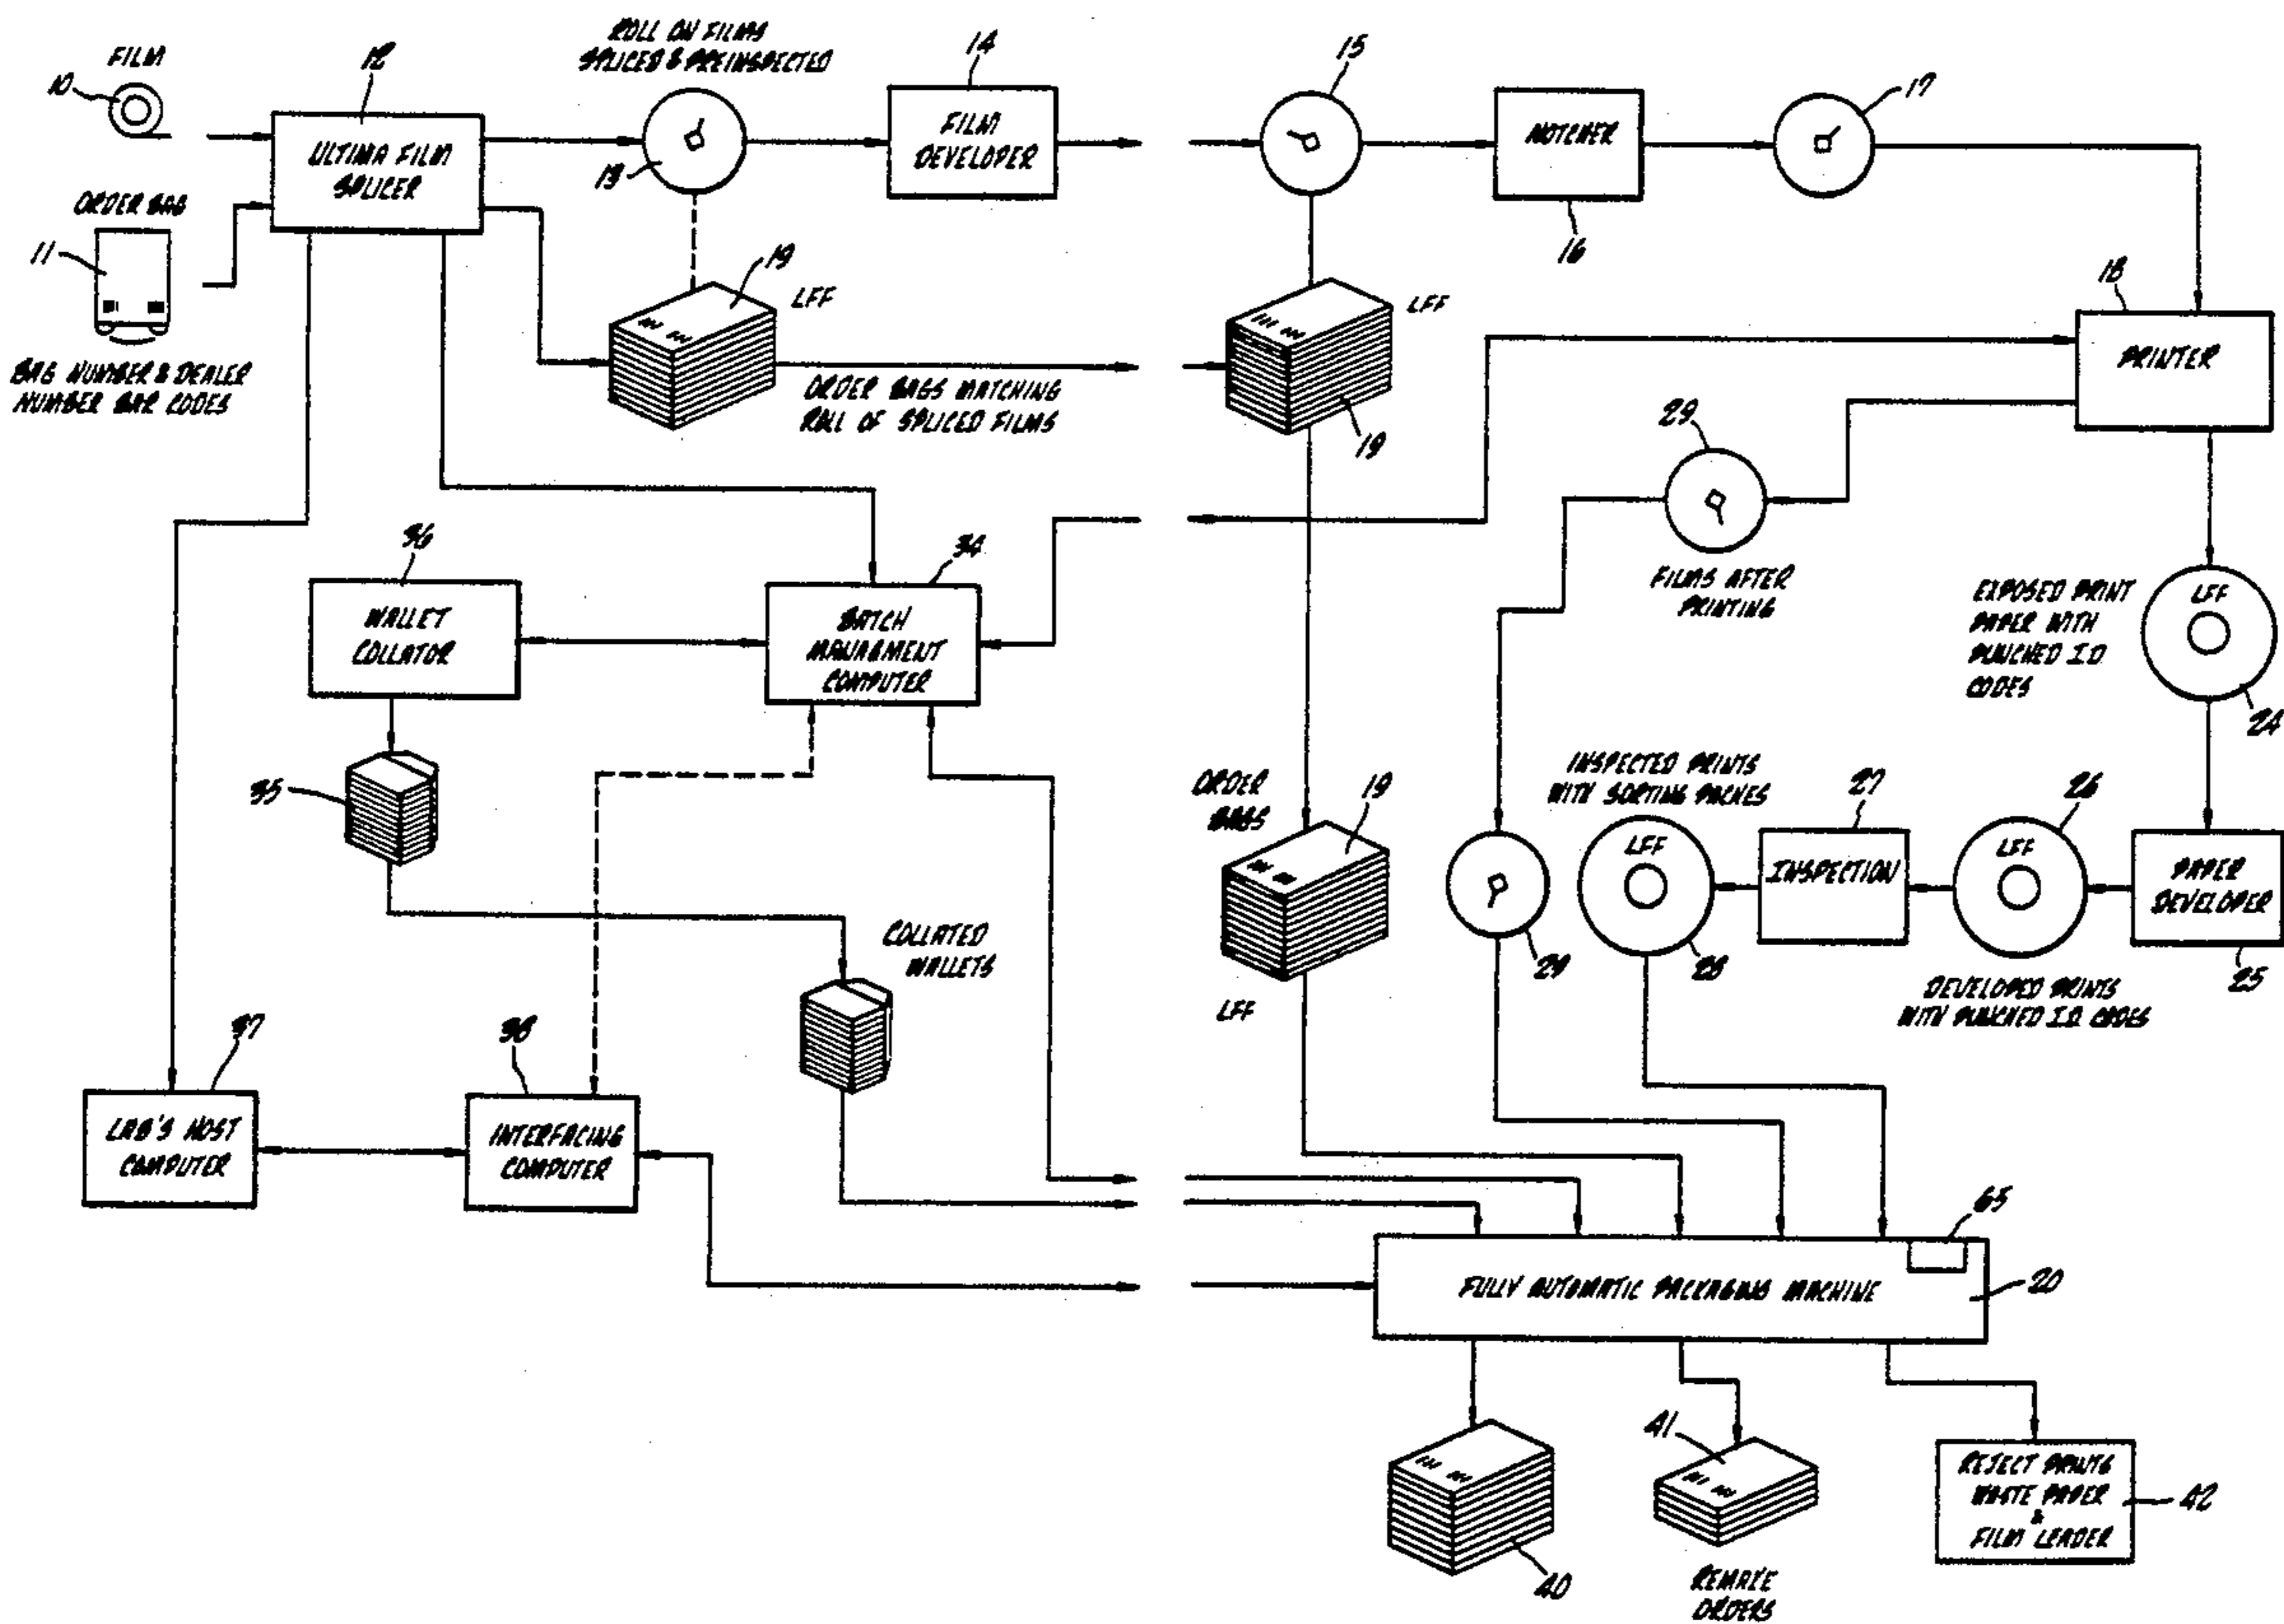 FILM
10
12
ROLL ON FILMS
SPLICED & PREINSPECTED
14
15
17
ULTIMA FILM
SPLICER
13
FILM
DEVELOPER
NOTCHER
16
ORDER BAG
11
BAG NUMBER & DEALER
NUMBER BAR CODES
19
LFF
ORDER BAGS MATCHING
ROLL OF SPLICED FILMS
LFF
19
18
PRINTER
29
FILMS AFTER
PRINTING
EXPOSED PRINT
PAPER WITH
PUNCHED I.D.
CODES
LFF
24
36
WALLET
COLLATOR
34
BATCH
MANAGMENT
COMPUTER
35
ORDER
BAGS
19
LFF
29
INSPECTED PRINTS
WITH SORTING PACHES
LFF
28
27
INSPECTION
26
LFF
DEVELOPED PRINTS
WITH PUNCHED I.D. CODES
PAPER
DEVELOPER
25
COLLATED
WALLETS
37
LAB'S HOST
COMPUTER
38
INTERFACING
COMPUTER
65
FULLY AUTOMATIC PACKAGING MACHINE
20
40
41
REMAKE
ORDERS
REJECT PRINTS
WASTE PAPER
&
FILM LEADER
42